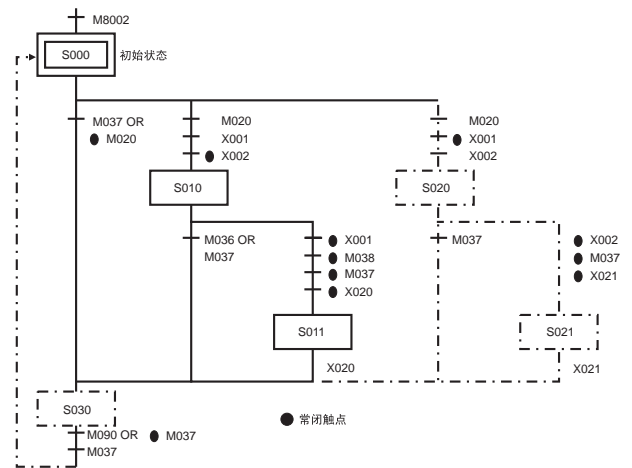 M8002
S000
初始状态
M037 OR
M020
M020
X001
X002
M020
X001
X002
S010
S020
M036 OR
M037
X001
M038
M037
X020
M037
X002
M037
X021
S011
S021
X020
X021
S030
常闭触点
M090 OR
M037
M037